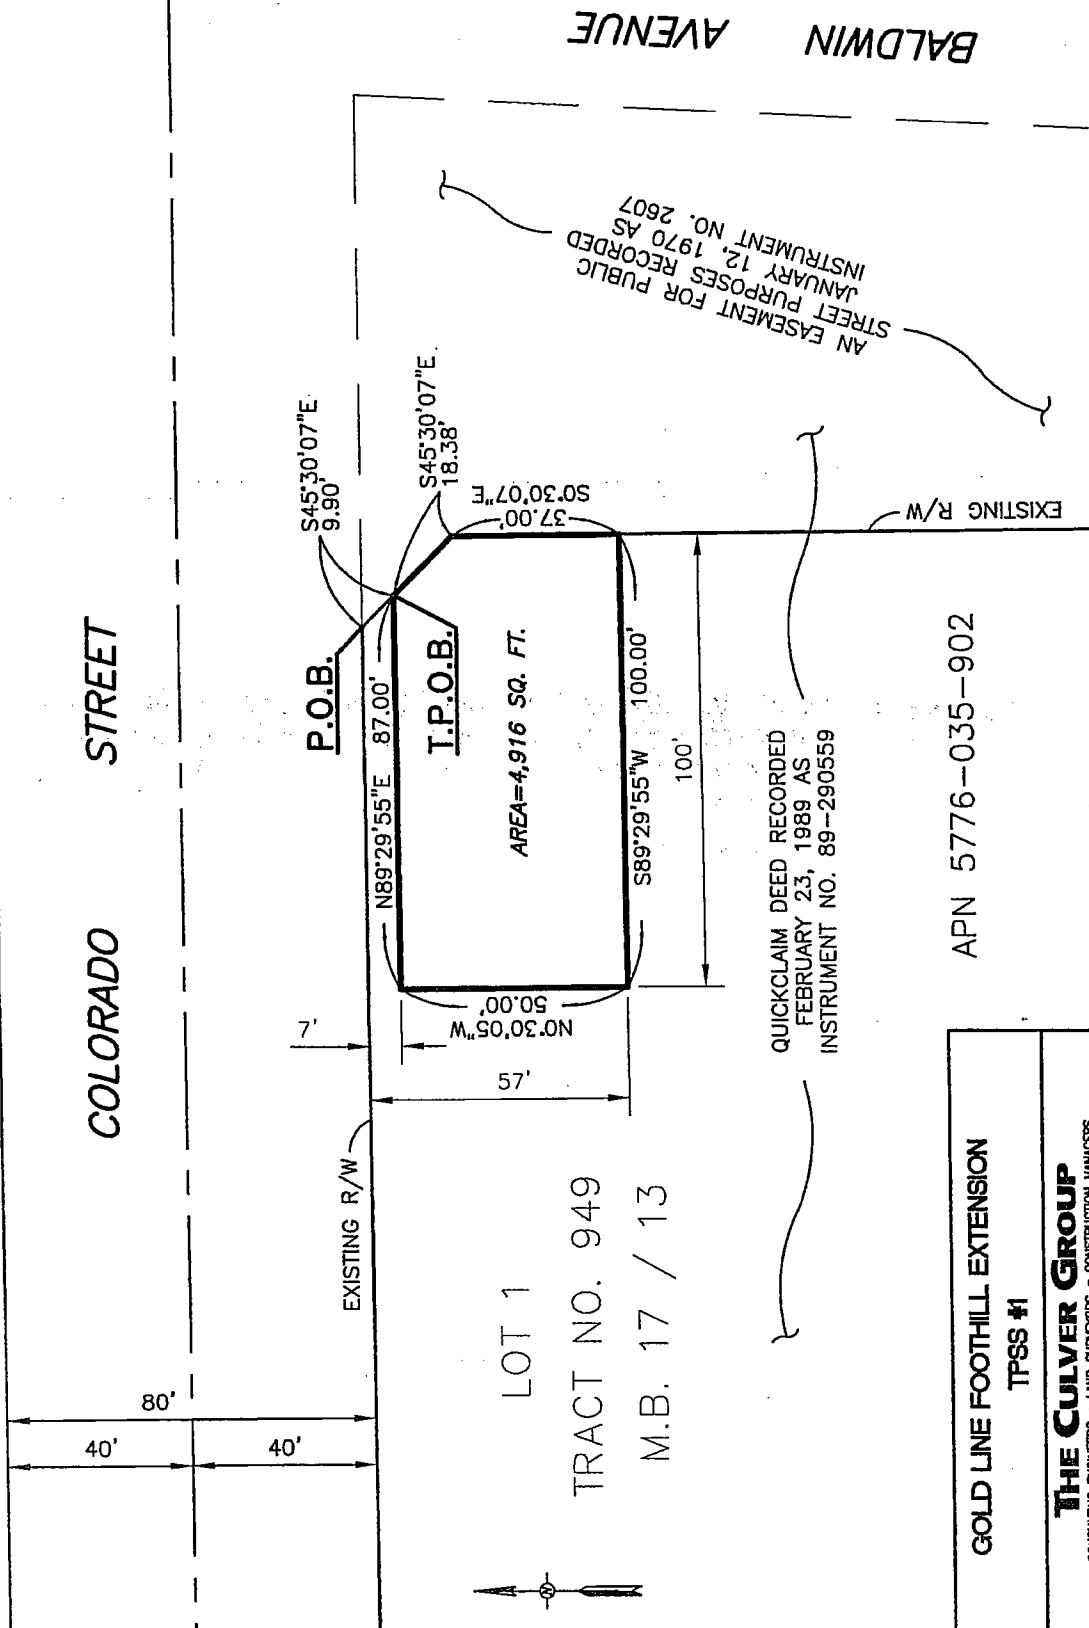 BALDWIN AVENUE
COLORADO STREET
AN EASEMENT FOR PUBLIC
STREET PURPOSES RECORDED
JANUARY 12, 1970 AS
INSTRUMENT NO. 2607
S45°30'07"E
9.90'
S45°30'07"E
18.38'
P.O.B.
T.P.O.B.
N89°29'55"E 87.00'
S0°30'07"E
37.00'
AREA=4,916 SQ. FT.
S89°29'55"W 100.00'
100'
N0°30'05"W
50.00'
7'
57'
EXISTING R/W
EXISTING R/W
QUICKCLAIM DEED RECORDED
FEBRUARY 23, 1989 AS
INSTRUMENT NO. 89-290559
APN 5776-035-902
LOT 1
TRACT NO. 949
M.B. 17 / 13
80'
40'
40'
N
GOLD LINE FOOTHILL EXTENSION
TPSS #1
THE CULVER GROUP